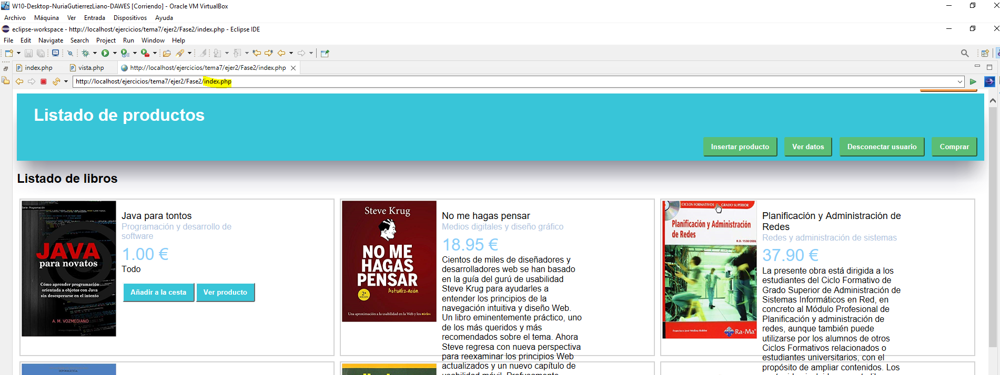 W10-Desktop-NuriaGutierrezLiano-DAWES [Corriendo] - Oracle VM VirtualBox
Archivo Máquina Ver Entrada Dispositivos Ayuda
eclipse-workspace - http://localhost/ejercicios/tema7/ejer2/Fase2/index.php - Eclipse IDE
File Edit Navigate Search Project Run Window Help
index.php vista.php http://localhost/ejercicios/tema7/ejer2/Fase2/index.php
http://localhost/ejercicios/tema7/ejer2/Fase2/index.php
Listado de productos
Insertar producto Ver datos Desconectar usuario Comprar
Listado de libros
Serie: Programación
JAVA
para novatos
Cómo aprender programación
orientada a objetos con Java
sin desesperarse en el intento
A. M. VOZMEDIANO
Java para tontos
Programación y desarrollo de
software
1.00 €
Todo
Añadir a la cesta Ver producto
Steve Krug
NO ME
HAGAS
PENSAR
Actualización
2ª
EDICIÓN
Una aproximación a la usabilidad en la Web y los móviles
No me hagas pensar
Medios digitales y diseño gráfico
18.95 €
Cientos de miles de diseñadores y
desarrolladores web se han basado
en la guía del gurú de usabilidad
Steve Krug para ayudarles a
entender los principios de la
navegación intuitiva y diseño Web.
Un libro eminentemente práctico, uno
de los más queridos y más
recomendados sobre el tema. Ahora
Steve regresa con nueva perspectiva
para reexaminar los principios Web
actualizados y un nuevo capítulo de
usabilidad móvil. Profusamente
CICLOS FORMATIVOS GRADO SUPERIOR
Planificación y Administración
de Redes
R.D. 1538/2006
Francisco José Molina Robles
Ra-Ma®
Planificación y Administración de
Redes
Redes y administración de sistemas
37.90 €
La presente obra está dirigida a los
estudiantes del Ciclo Formativo de
Grado Superior de Administración de
Sistemas Informáticos en Red, en
concreto al Módulo Profesional de
Planificación y administración de
redes, aunque también puede
utilizarse por los alumnos de otros
Ciclos Formativos relacionados o
estudiantes universitarios, con el
propósito de ampliar contenidos. Los
INFORMÁTICA